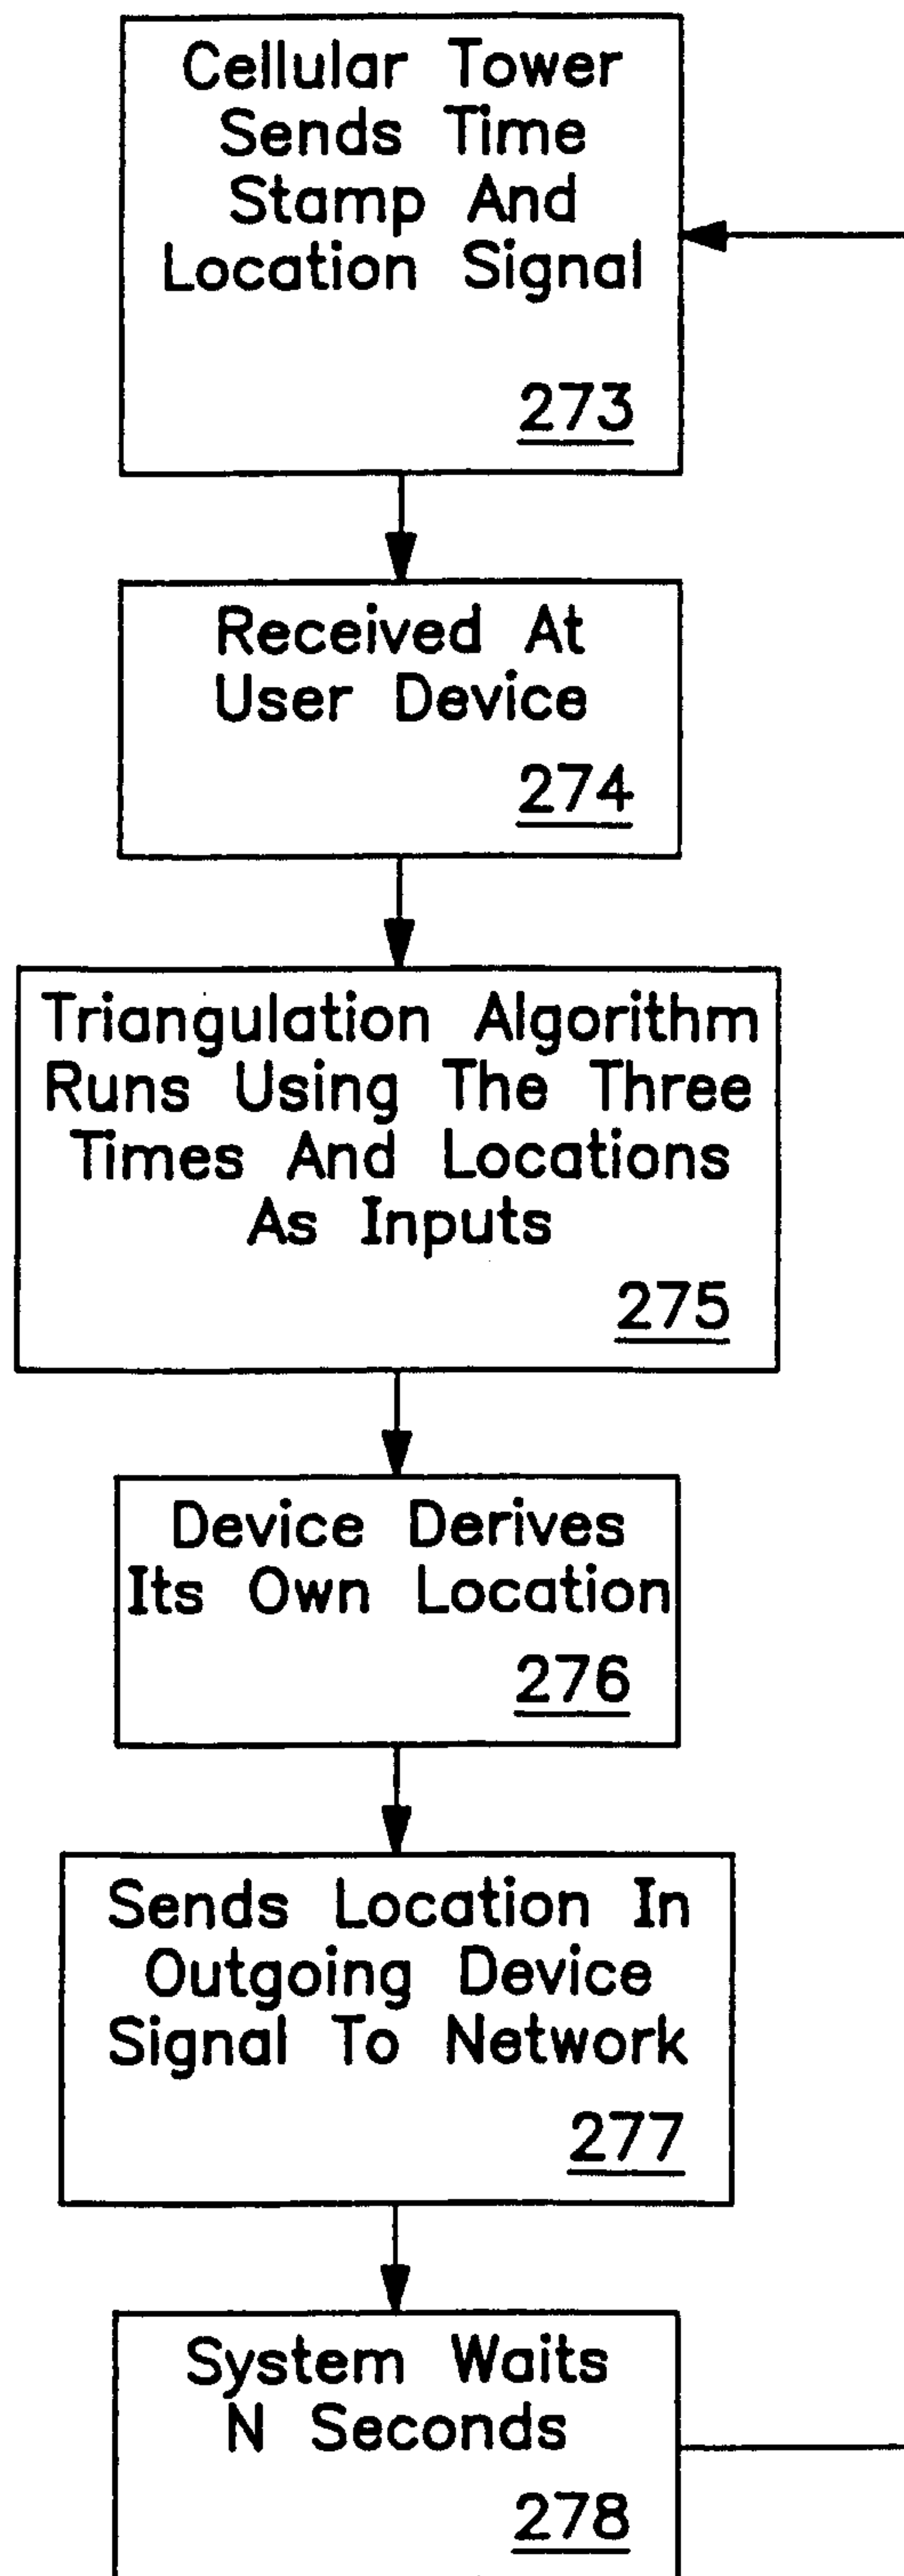 Cellular Tower
Sends Time
Stamp And
Location Signal
273
Received At
User Device
274
Triangulation Algorithm
Runs Using The Three
Times And Locations
As Inputs
275
Device Derives
Its Own Location
276
Sends Location In
Outgoing Device
Signal To Network
277
System Waits
N Seconds
278